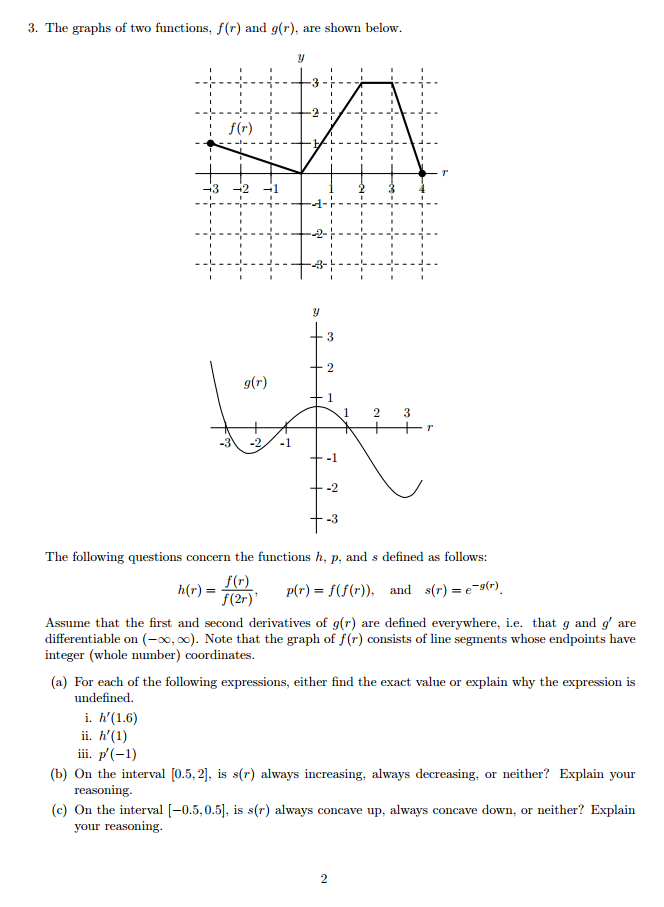 3. The graphs of two functions, f(r) and g(r), are shown below.
y
3
2
f(r)
1
r
-3 -2 -1 1 2 3 4
-1
-2
-3
y
3
2
g(r)
1
1 2 3
r
-3 -2 -1
-1
-2
-3
The following questions concern the functions h, p, and s defined as follows:
h(r) = f(r)/f(2r), p(r) = f(f(r)), and s(r) = e^{-g(r)}.
Assume that the first and second derivatives of g(r) are defined everywhere, i.e. that g and g′ are
differentiable on (−∞, ∞). Note that the graph of f(r) consists of line segments whose endpoints have
integer (whole number) coordinates.
(a) For each of the following expressions, either find the exact value or explain why the expression is
undefined.
i. h′(1.6)
ii. h′(1)
iii. p′(−1)
(b) On the interval [0.5, 2], is s(r) always increasing, always decreasing, or neither? Explain your
reasoning.
(c) On the interval [−0.5, 0.5], is s(r) always concave up, always concave down, or neither? Explain
your reasoning.
2